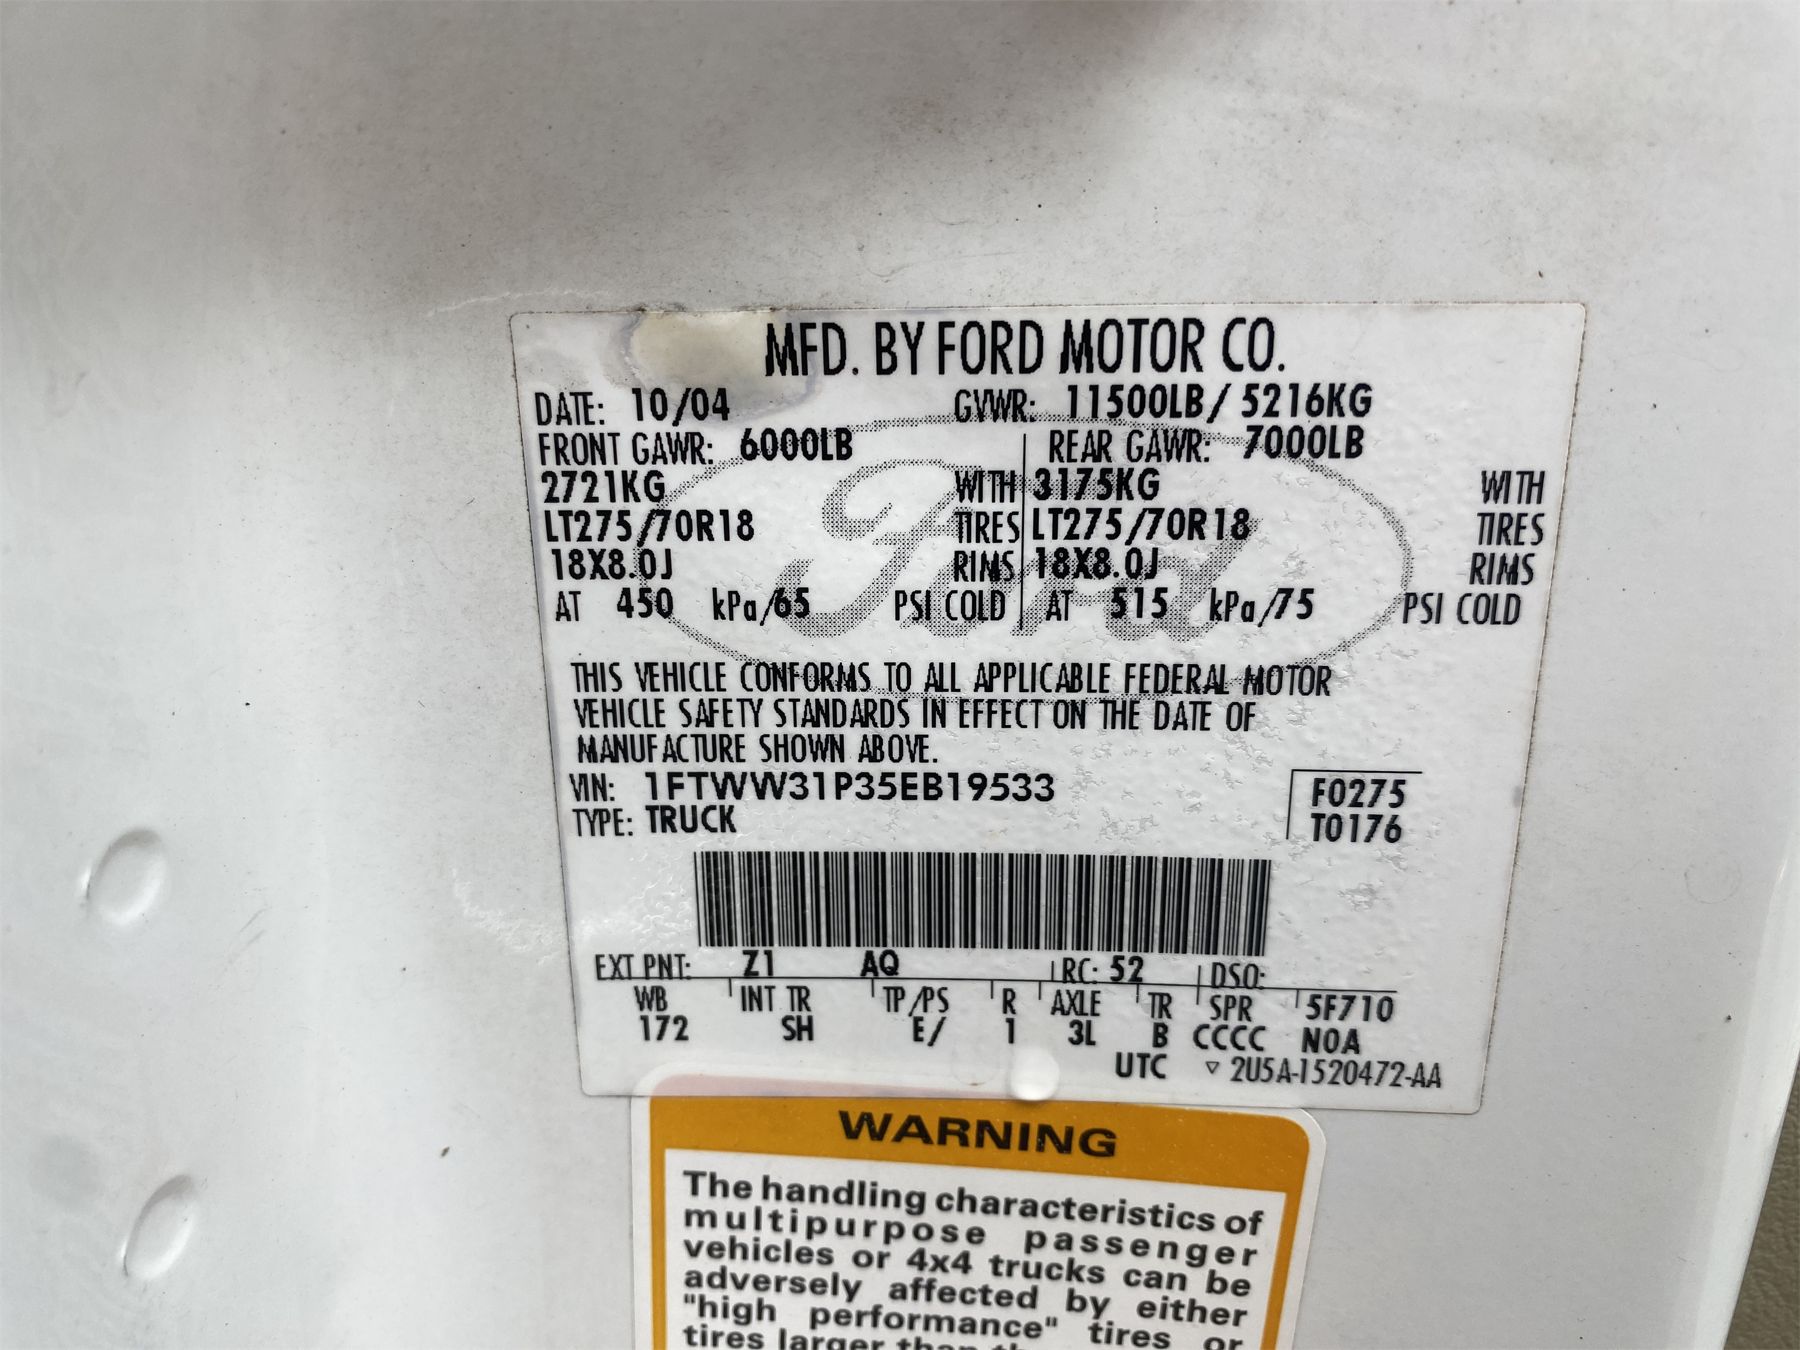 MFD. BY FORD MOTOR CO.
DATE: 10/04 GVWR: 11500LB/ 5216KG
FRONT GAWR: 6000LB REAR GAWR: 7000LB
2721KG WITH 3175KG WITH
LT275/70R18 TIRES LT275/70R18 TIRES
18X8.0J RIMS 18X8.0J RIMS
AT 450 kPa/65 PSI COLD AT 515 kPa/75 PSI COLD
Ford
THIS VEHICLE CONFORMS TO ALL APPLICABLE FEDERAL MOTOR
VEHICLE SAFETY STANDARDS IN EFFECT ON THE DATE OF
MANUFACTURE SHOWN ABOVE.
VIN: 1FTWW31P35EB19533 F0275
TYPE: TRUCK T0176
EXT PNT: Z1 AQ RC: 52 DSO:
WB INT TR TP/PS R AXLE TR SPR 5F710
172 SH E/ 1 3L B CCCC N0A
UTC ▽ 2U5A-1520472-AA
WARNING
The handling characteristics of
multipurpose passenger
vehicles or 4x4 trucks can be
adversely affected by either
"high performance" tires or
tires larger than